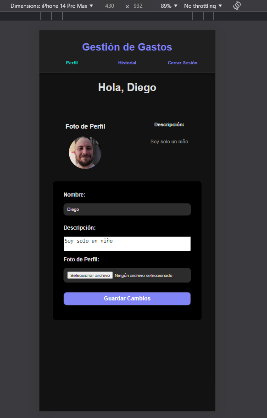 Dimensions: iPhone 14 Pro Max
430 × 932
89%
No throttling
Gestión de Gastos
Perfil
Historial
Cerrar Sesión
Hola, Diego
Foto de Perfil
Descripción:
Soy solo un niño
Nombre:
Diego
Descripción:
Soy solo un niño
Foto de Perfil:
Seleccionar archivo Ningún archivo seleccionado
Guardar Cambios